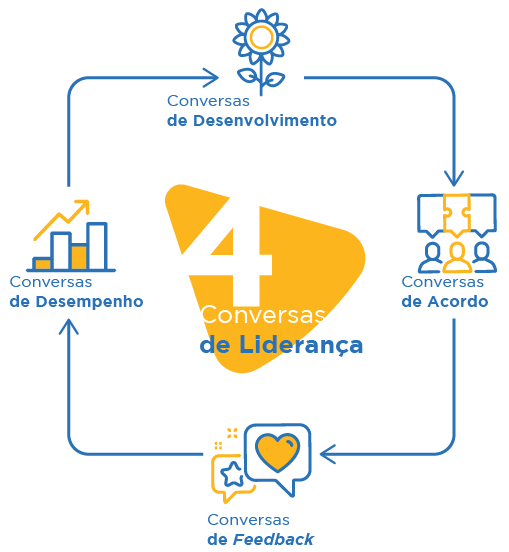 Conversas
de Desenvolvimento
Conversas
de Desempenho
4
Conversas
de Liderança
Conversas
de Acordo
Conversas
de Feedback